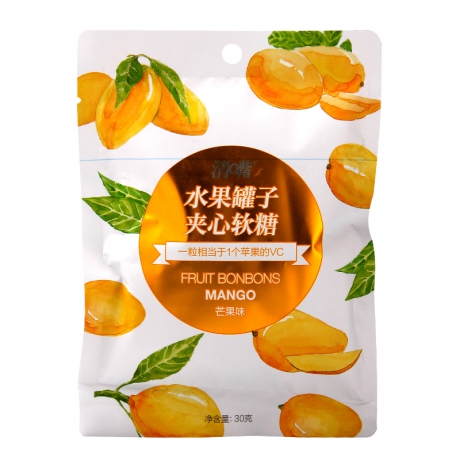 水果罐子
夹心软糖
一粒相当于1个苹果的VC
FRUIT BONBONS
MANGO
芒果味
净含量: 30克